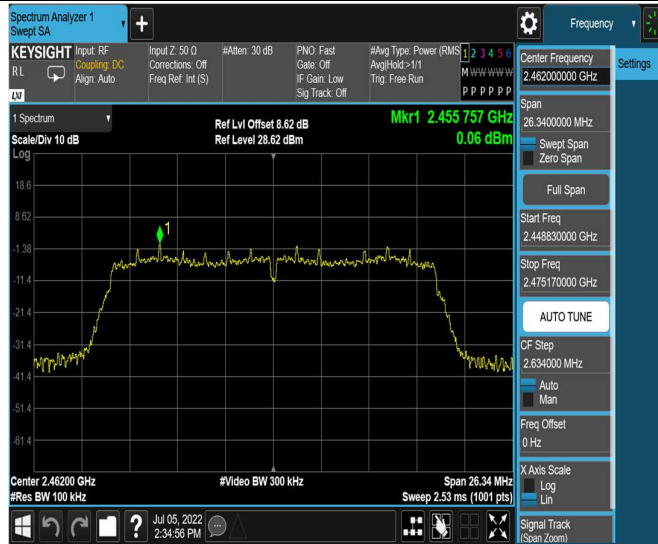 Spectrum Analyzer 1
Swept SA
+
Frequency
KEYSIGHT
RL
LXI
Input: RF
Coupling: DC
Align: Auto
Input Z: 50 Ω
Corrections: Off
Freq Ref: Int (S)
#Atten: 30 dB
PNO: Fast
Gate: Off
IF Gain: Low
Sig Track: Off
#Avg Type: Power (RMS
Avg|Hold:>1/1
Trig: Free Run
1 2 3 4 5 6
M W W W W W
P P P P P P
1 Spectrum
Scale/Div 10 dB
Log
Ref Lvl Offset 8.62 dB
Ref Level 28.62 dBm
Mkr1 2.455 757 GHz
0.06 dBm
18.6
8.62
-1.38
-11.4
-21.4
-31.4
-41.4
-51.4
-61.4
1
Center 2.46200 GHz
#Res BW 100 kHz
#Video BW 300 kHz
Span 26.34 MHz
Sweep 2.53 ms (1001 pts)
?
Jul 05, 2022
2:34:56 PM
Center Frequency
2.462000000 GHz
Settings
Span
26.3400000 MHz
Swept Span
Zero Span
Full Span
Start Freq
2.448830000 GHz
Stop Freq
2.475170000 GHz
AUTO TUNE
CF Step
2.634000 MHz
Auto
Man
Freq Offset
0 Hz
X Axis Scale
Log
Lin
Signal Track
(Span Zoom)